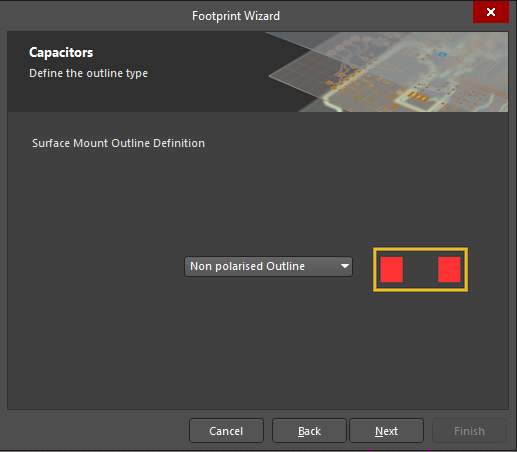 Footprint Wizard
Capacitors
Define the outline type
Surface Mount Outline Definition
Non polarised Outline
Cancel
Back
Next
Finish